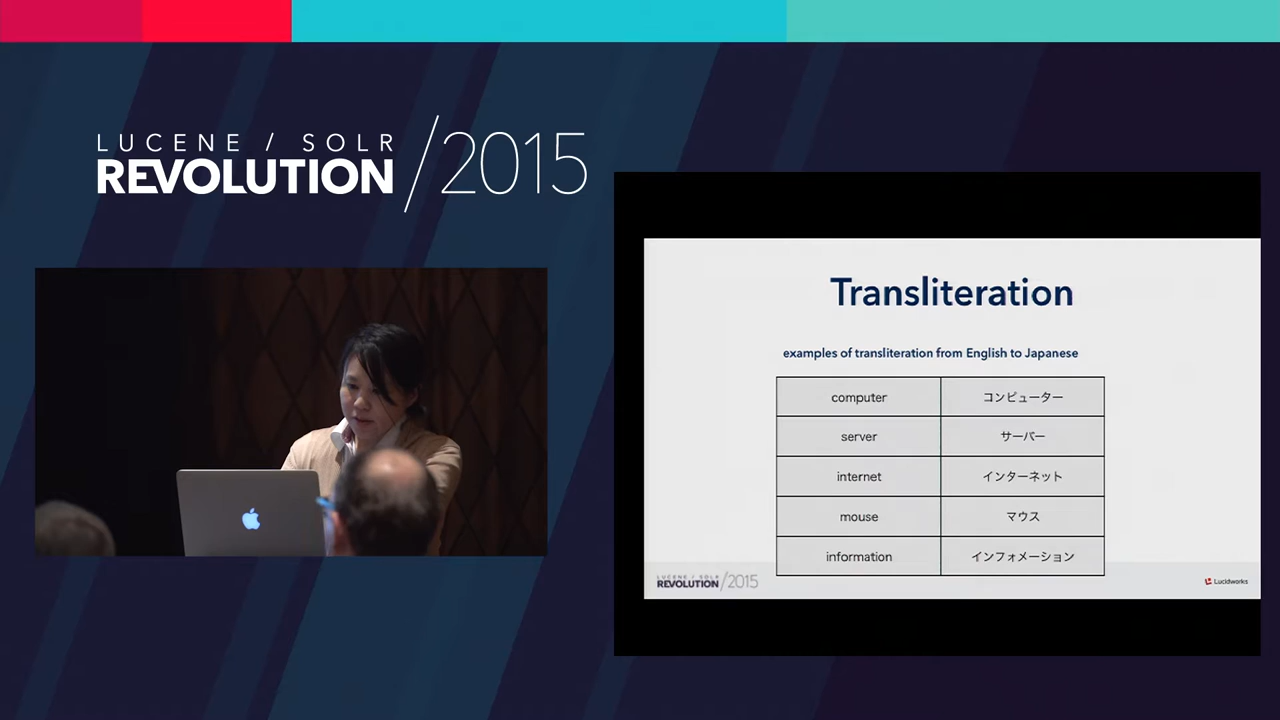 LUCENE / SOLR
REVOLUTION / 2015
Transliteration
examples of transliteration from English to Japanese
computer コンピューター
server サーバー
internet インターネット
mouse マウス
information インフォメーション
LUCENE / SOLR
REVOLUTION / 2015
Lucidworks